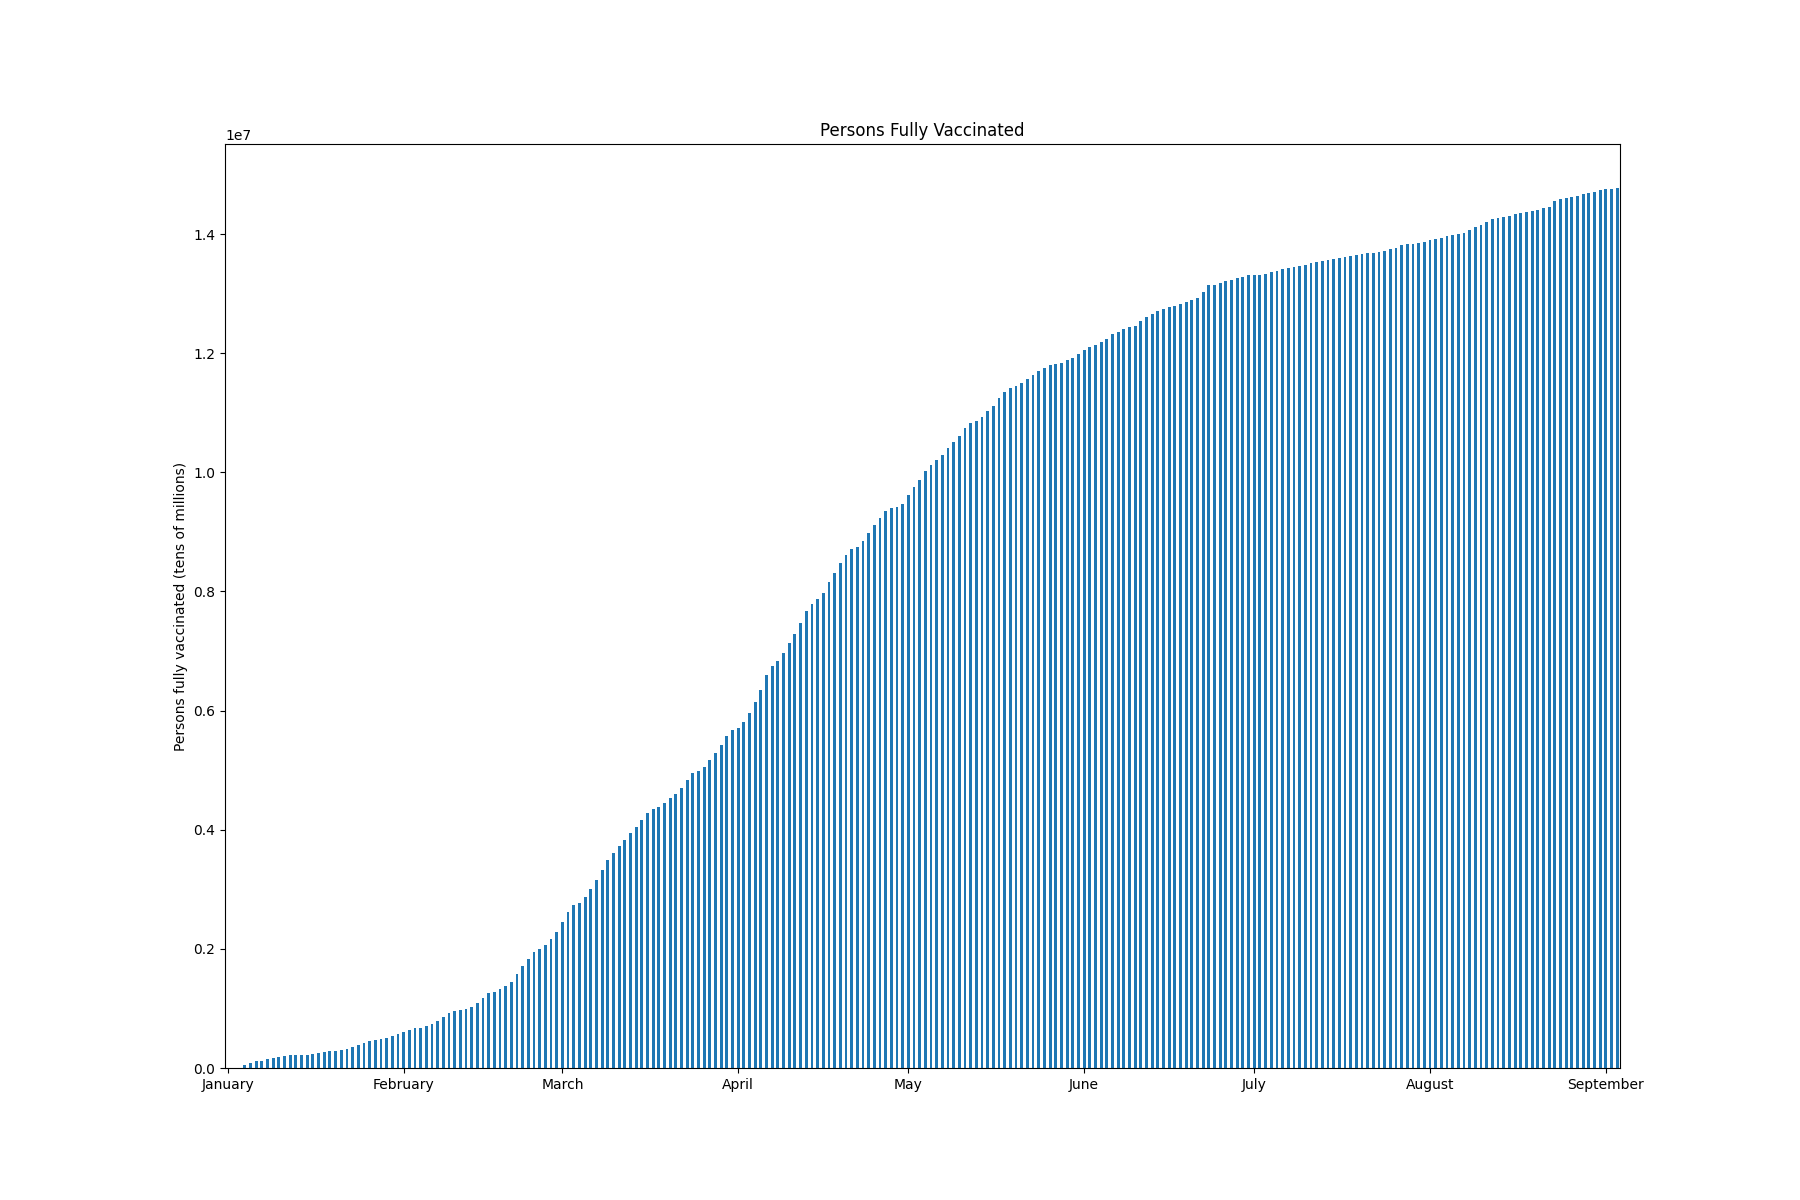 Persons Fully Vaccinated
1e7
Persons fully vaccinated (tens of millions)
1.4
1.2
1.0
0.8
0.6
0.4
0.2
0.0
January February March April May June July August September